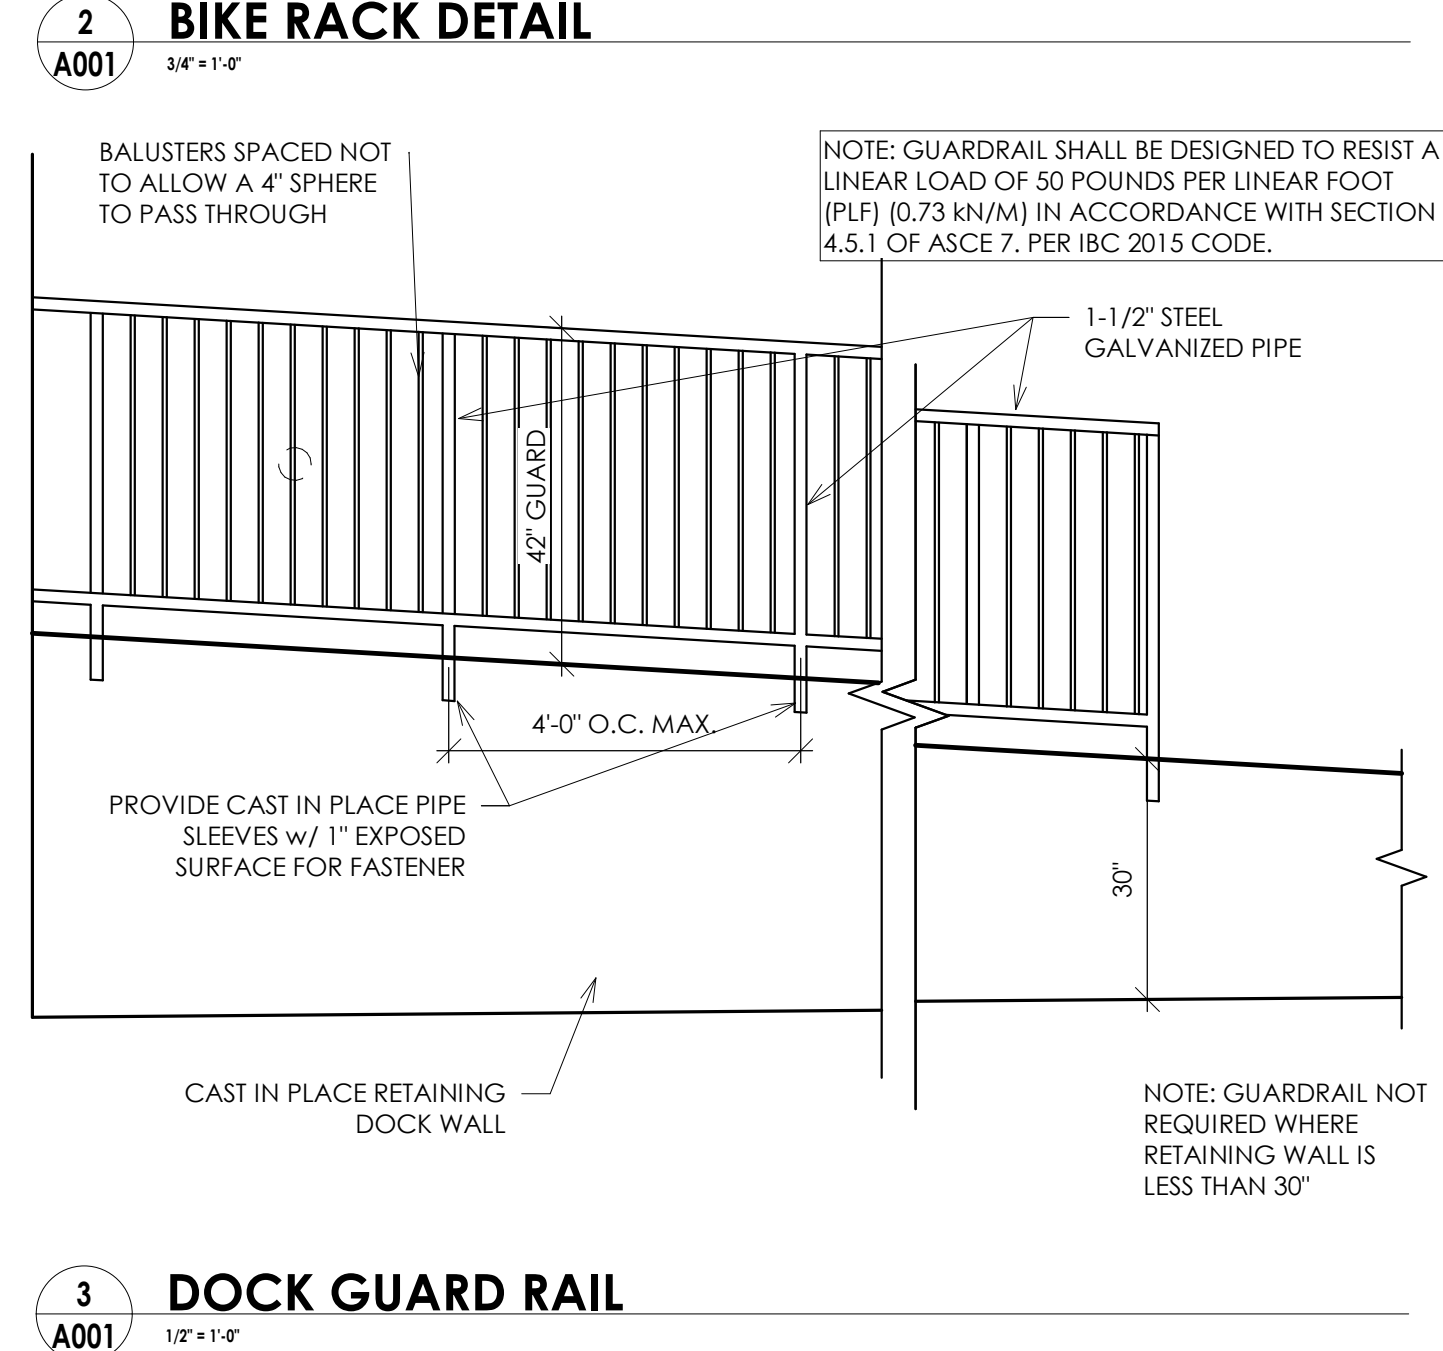 2
BIKE RACK DETAIL
A001
3/4" = 1'-0"
BALUSTERS SPACED NOT
TO ALLOW A 4" SPHERE
TO PASS THROUGH
NOTE: GUARDRAIL SHALL BE DESIGNED TO RESIST A
LINEAR LOAD OF 50 POUNDS PER LINEAR FOOT
(PLF) (0.73 kN/M) IN ACCORDANCE WITH SECTION
4.5.1 OF ASCE 7. PER IBC 2015 CODE.
1-1/2" STEEL
GALVANIZED PIPE
42" GUARD
4'-0" O.C. MAX.
PROVIDE CAST IN PLACE PIPE
SLEEVES w/ 1" EXPOSED
SURFACE FOR FASTENER
30"
CAST IN PLACE RETAINING
DOCK WALL
NOTE: GUARDRAIL NOT
REQUIRED WHERE
RETAINING WALL IS
LESS THAN 30"
3
DOCK GUARD RAIL
A001
1/2" = 1'-0"